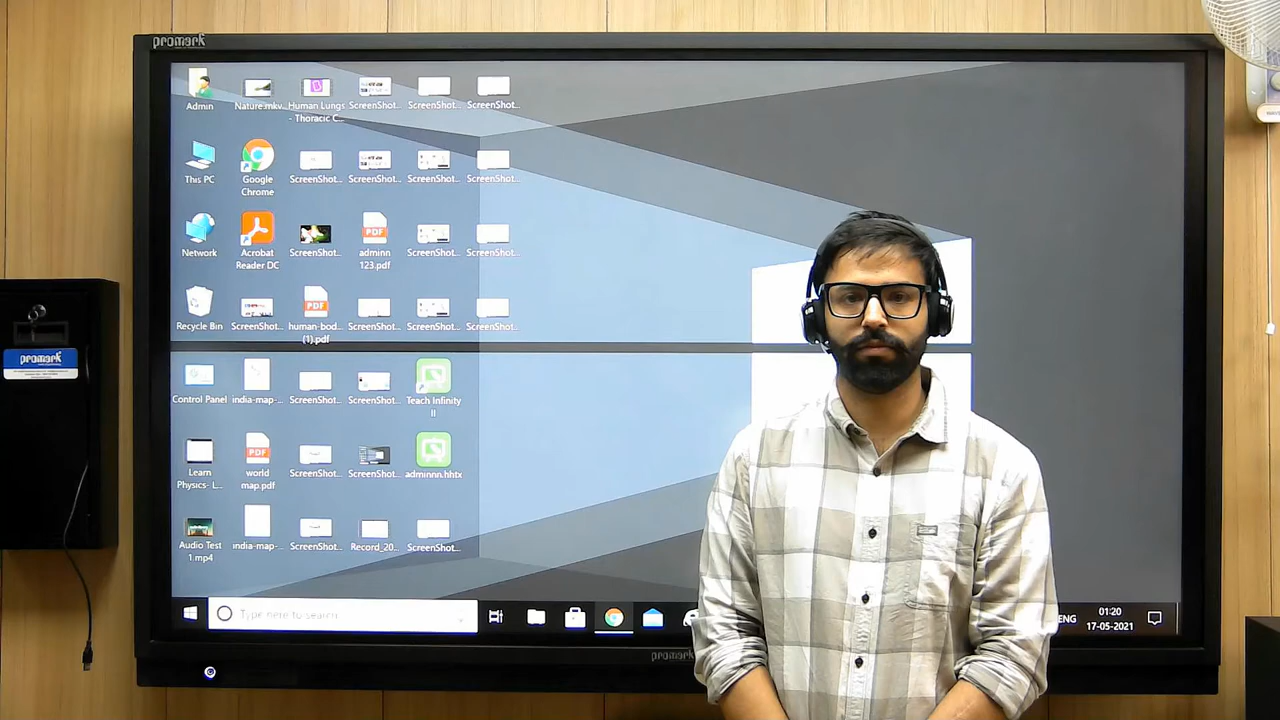 promark
Admin
Nature.mkv
Human Lungs
- Thoracic C...
ScreenShot...
ScreenShot...
ScreenShot...
This PC
Google
Chrome
ScreenShot...
ScreenShot...
ScreenShot...
ScreenShot...
Network
Acrobat
Reader DC
ScreenShot...
adminn
123.pdf
ScreenShot...
ScreenShot...
Recycle Bin
ScreenShot...
human-bod...
(1).pdf
ScreenShot...
ScreenShot...
ScreenShot...
promark
Control Panel
india-map-...
ScreenShot...
ScreenShot...
Teach Infinity
II
Learn
Physics- L...
world
map.pdf
ScreenShot...
ScreenShot...
adminnn.hhtx
Audio Test
1.mp4
india-map-...
ScreenShot...
Record_20...
ScreenShot...
Type here to search
ENG
01:20
17-05-2021
promark
PDF
PDF
PDF